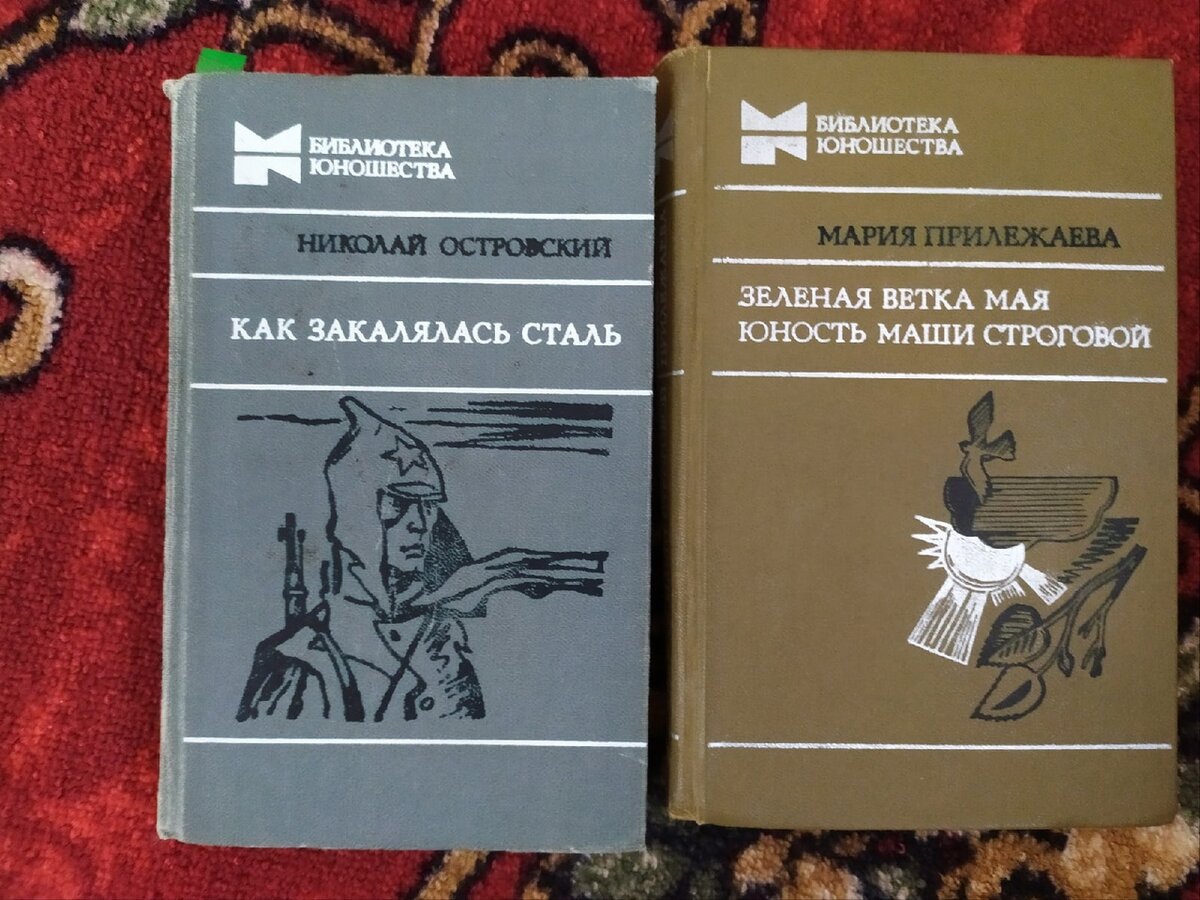 БИБЛИОТЕКА
ЮНОШЕСТВА
НИКОЛАЙ ОСТРОВСКИЙ
КАК ЗАКАЛЯЛАСЬ СТАЛЬ
БИБЛИОТЕКА
ЮНОШЕСТВА
МАРИЯ ПРИЛЕЖАЕВА
ЗЕЛЕНАЯ ВЕТКА МАЯ
ЮНОСТЬ МАШИ СТРОГОВОЙ